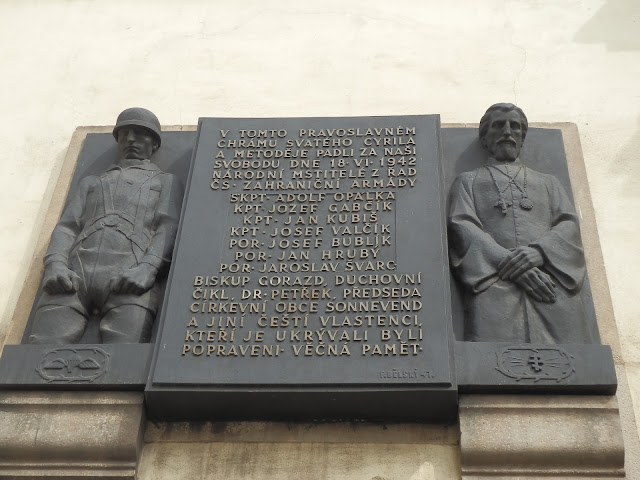 V TOMTO PRAVOSLAVNÉM
CHRÁMU SVATÉHO CYRILA
A METODĚJE PADLI ZA NAŠI
SVOBODU DNE 18·VI·1942
NÁRODNÍ MSTITELÉ Z ŘAD
ČS·ZAHRANIČNÍ ARMÁDY
ŠKPT·ADOLF OPÁLKA
KPT·JOZEF GABČÍK
KPT·JAN KUBIŠ
KPT·JOSEF VALČÍK
POR·JOSEF BUBLÍK
POR·JAN HRUBÝ
POR·JAROSLAV ŠVARC·
BISKUP GORAZD, DUCHOVNÍ
ČIKL, DR·PETŘEK, PŘEDSEDA
CÍRKEVNÍ OBCE SONNEVEND
A JINÍ ČEŠTÍ VLASTENCI,
KTEŘÍ JE UKRÝVALI BYLI
POPRAVENI·VĚČNÁ PAMĚŤ·
F·BĚLSKÝ 47·